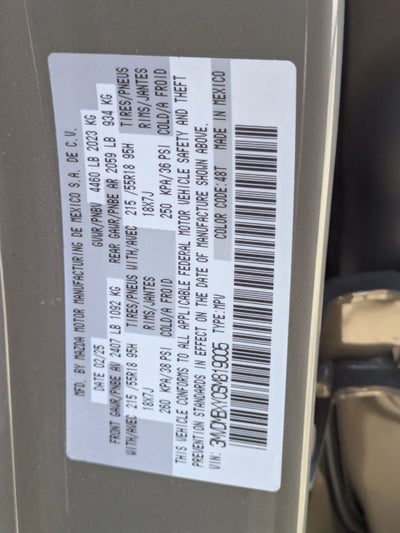 MFD. BY MAZDA MOTOR MANUFACTURING DE MEXICO S.A. DE C.V.
DATE 02/25 GVWR/PNBV 4460 LB 2023 KG
FRONT GAWR/PNBE AV 2407 LB 1092 KG REAR GAWR/PNBE AR 2059 LB 934 KG
WITH/AVEC 215 /55R18 95H TIRES/PNEUS WITH/AVEC 215 /55R18 95H TIRES/PNEUS
18X7J RIMS/JANTES 18X7J RIMS/JANTES
260 KPA/38 PSI COLD/A FROID 250 KPA/36 PSI COLD/A FROID
THIS VEHICLE CONFORMS TO ALL APPLICABLE FEDERAL MOTOR VEHICLE SAFETY AND THEFT
PREVENTION STANDARDS IN EFFECT ON THE DATE OF MANUFACTURE SHOWN ABOVE.
COLOR CODE:48T MADE IN MEXICO
VIN: TYPE:MPV